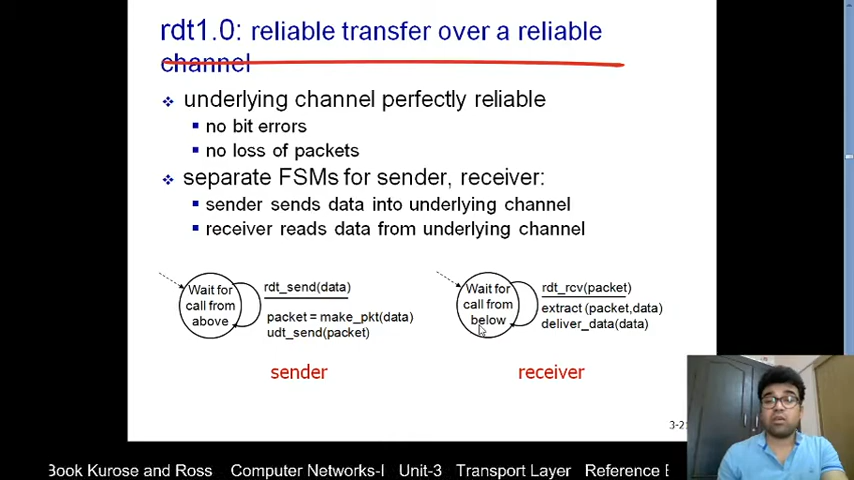 rdt1.0: reliable transfer over a reliable
channel
❖ underlying channel perfectly reliable
▪ no bit errors
▪ no loss of packets
❖ separate FSMs for sender, receiver:
▪ sender sends data into underlying channel
▪ receiver reads data from underlying channel
Wait for
call from
above
rdt_send(data)
packet = make_pkt(data)
udt_send(packet)
sender
Wait for
call from
below
rdt_rcv(packet)
extract (packet,data)
deliver_data(data)
receiver
Book Kurose and Ross Computer Networks-I Unit-3 Transport Layer Reference